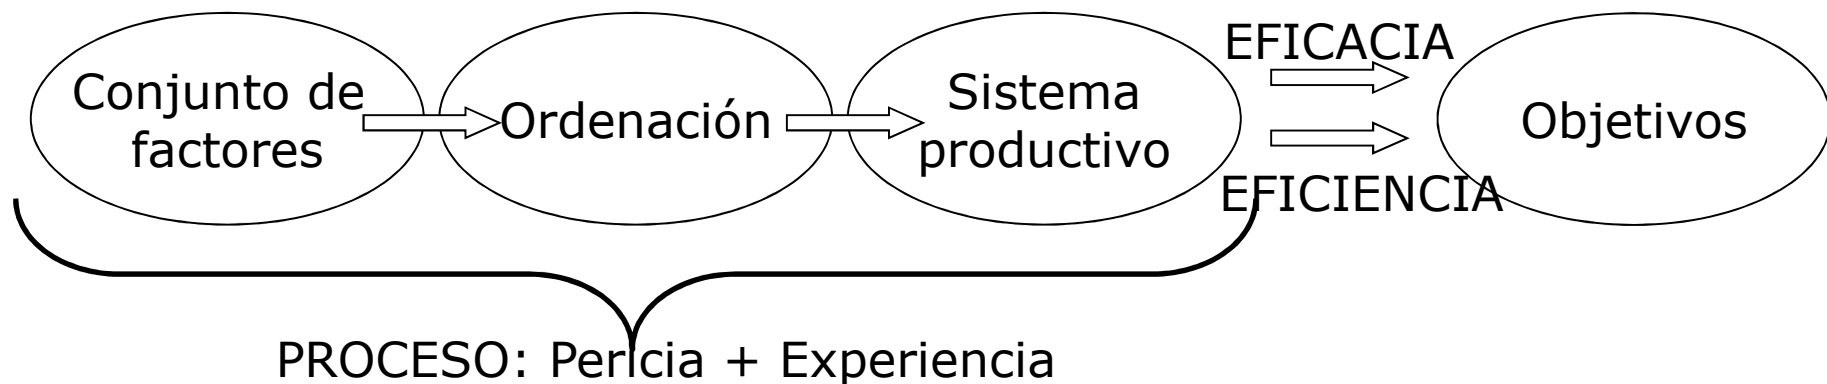 Conjunto de
factores
Ordenación
Sistema
productivo
EFICACIA
EFICIENCIA
Objetivos
PROCESO: Pericia + Experiencia